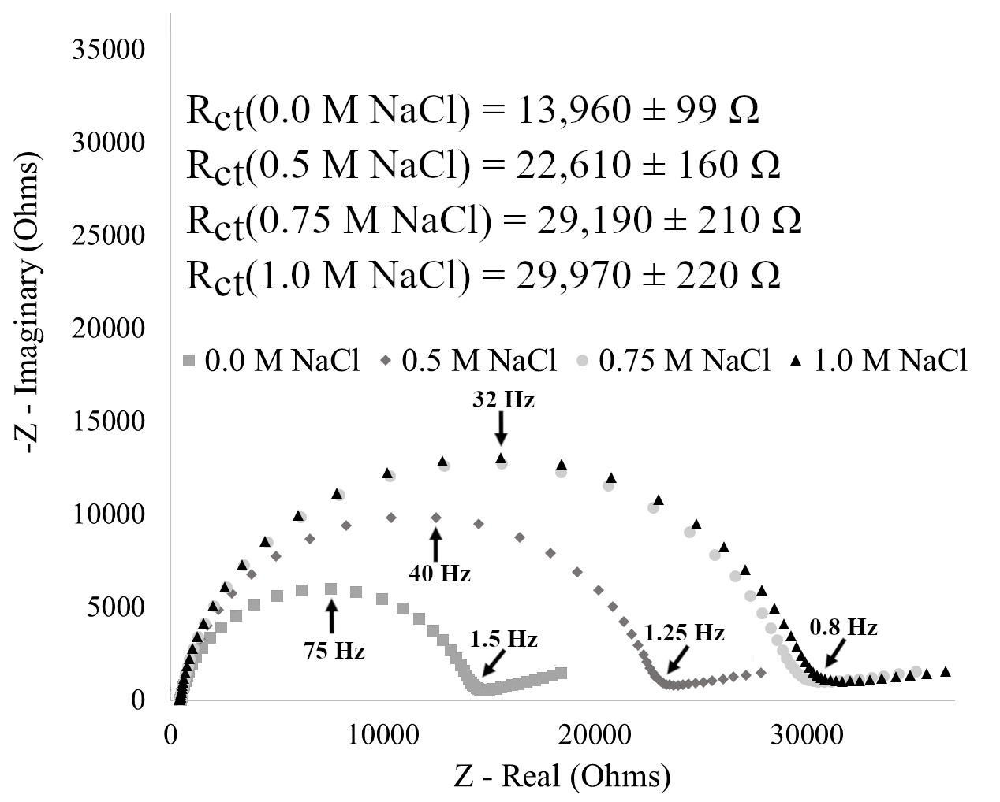 35000
30000
25000
20000
15000
10000
5000
0
-Z - Imaginary (Ohms)
Rct(0.0 M NaCl) = 13,960 ± 99 Ω
Rct(0.5 M NaCl) = 22,610 ± 160 Ω
Rct(0.75 M NaCl) = 29,190 ± 210 Ω
Rct(1.0 M NaCl) = 29,970 ± 220 Ω
0.0 M NaCl 0.5 M NaCl 0.75 M NaCl 1.0 M NaCl
32 Hz
40 Hz
75 Hz
1.5 Hz
1.25 Hz
0.8 Hz
0 10000 20000 30000
Z - Real (Ohms)